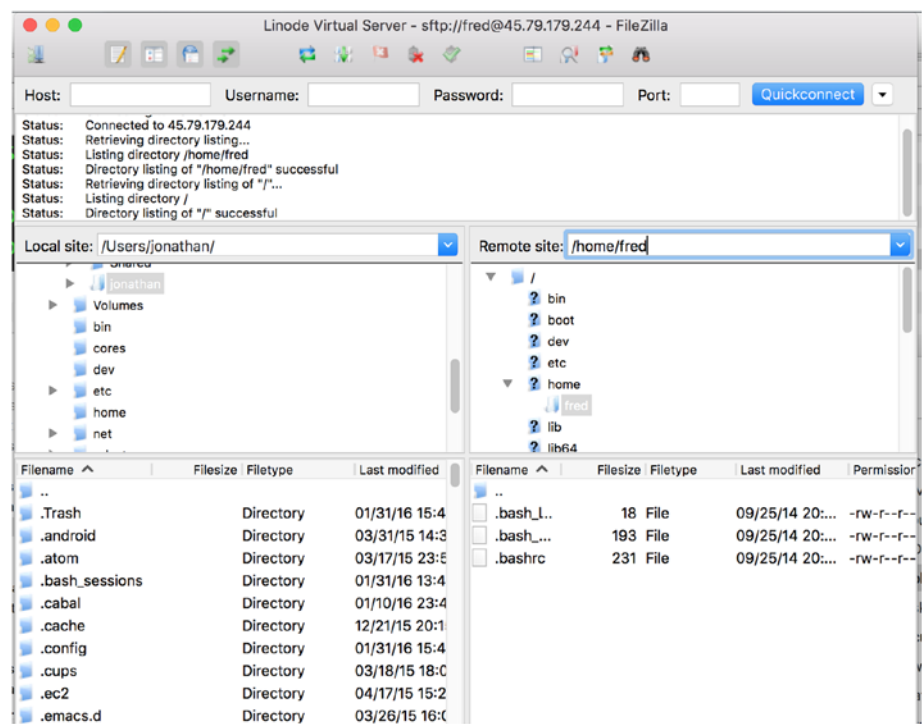 Linode Virtual Server - sftp://fred@45.79.179.244 - FileZilla
Host: Username: Password: Port: Quickconnect
Status: Connected to 45.79.179.244
Status: Retrieving directory listing...
Status: Listing directory /home/fred
Status: Directory listing of "/home/fred" successful
Status: Retrieving directory listing of "/"...
Status: Listing directory /
Status: Directory listing of "/" successful
Local site: /Users/jonathan/
Shared
jonathan
Volumes
bin
cores
dev
etc
home
net
Remote site: /home/fred
/
? bin
? boot
? dev
? etc
? home
fred
? lib
? lib64
Filename Filesize Filetype Last modified
..
.Trash Directory 01/31/16 15:4
.android Directory 03/31/15 14:3
.atom Directory 03/17/15 23:5
.bash_sessions Directory 01/31/16 13:4
.cabal Directory 01/10/16 23:4
.cache Directory 12/21/15 20:1
.config Directory 01/31/16 15:4
.cups Directory 03/18/15 18:0
.ec2 Directory 04/17/15 15:2
.emacs.d Directory 03/26/15 16:0
Filename Filesize Filetype Last modified Permission
..
.bash_l... 18 File 09/25/14 20:... -rw-r--r--
.bash_... 193 File 09/25/14 20:... -rw-r--r--
.bashrc 231 File 09/25/14 20:... -rw-r--r--